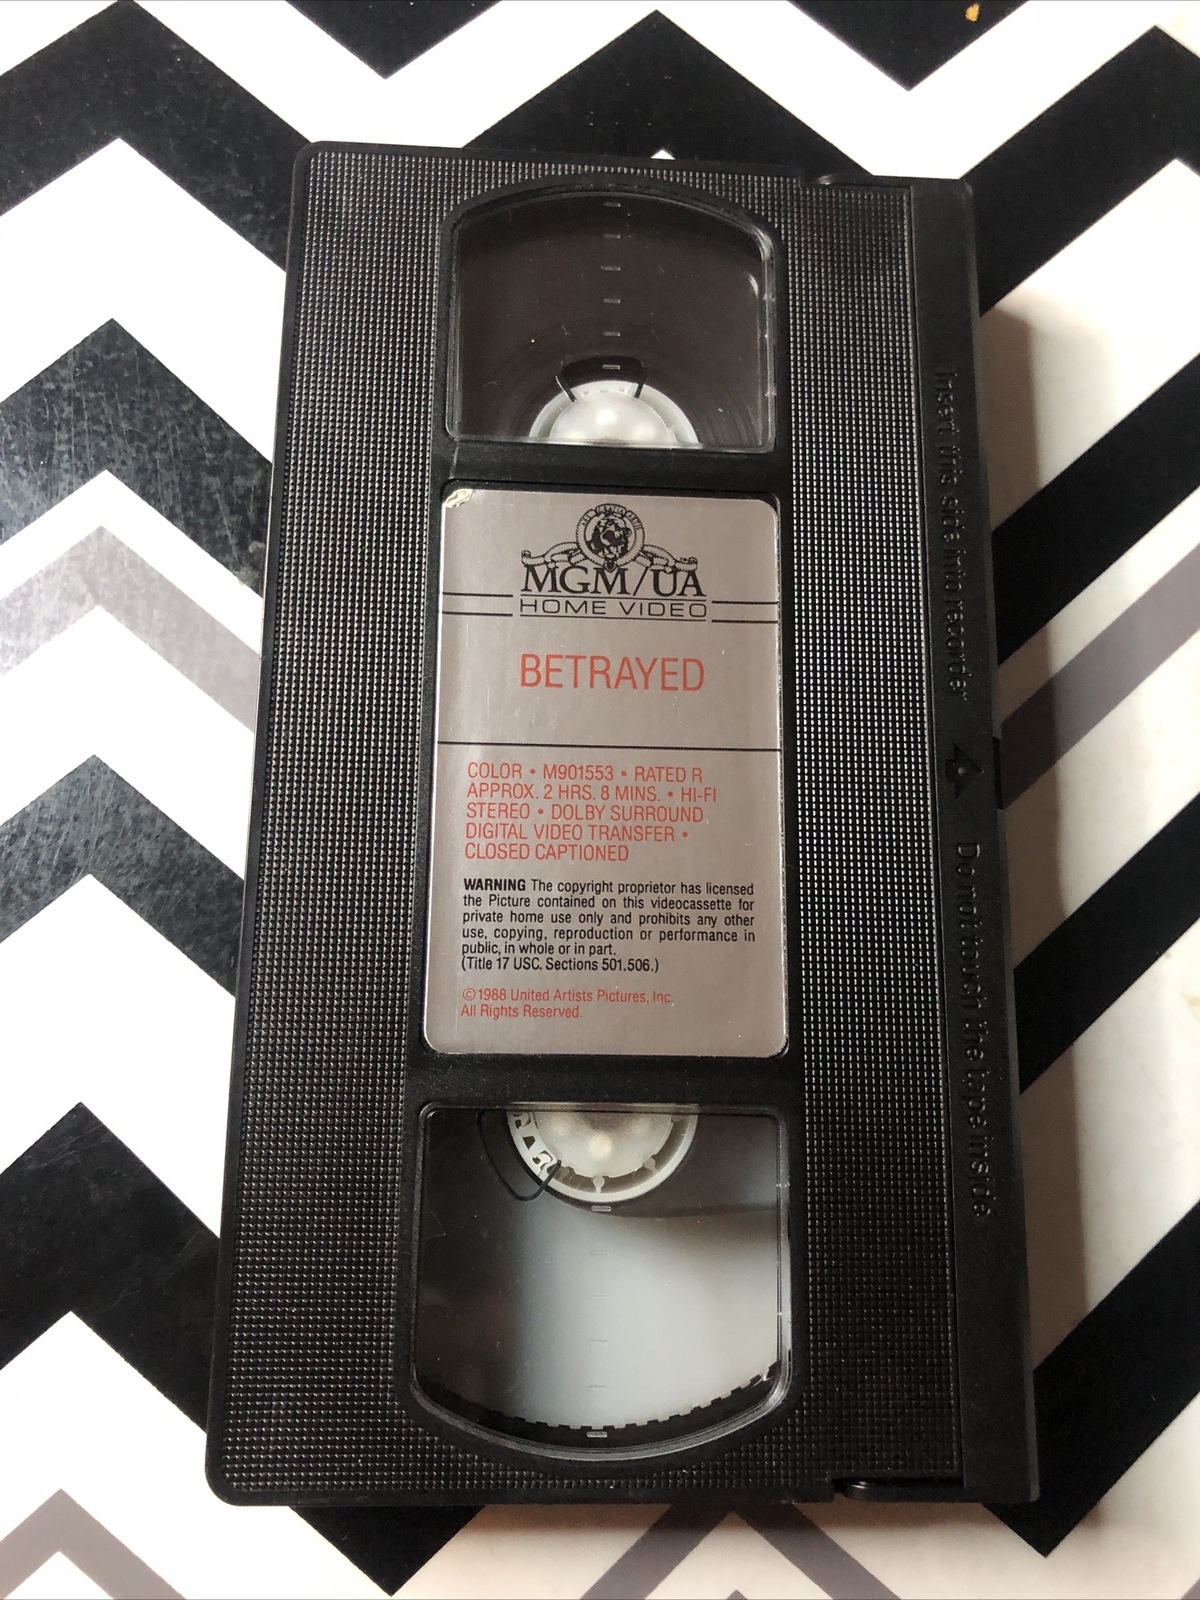 MGM/UA
HOME VIDEO
BETRAYED
COLOR • M901553 • RATED R
APPROX. 2 HRS. 8 MINS. • HI-FI
STEREO • DOLBY SURROUND
DIGITAL VIDEO TRANSFER •
CLOSED CAPTIONED
WARNING The copyright proprietor has licensed
the Picture contained on this videocassette for
private home use only and prohibits any other
use, copying, reproduction or performance in
public, in whole or in part.
(Title 17 USC. Sections 501.506.)
©1988 United Artists Pictures, Inc.
All Rights Reserved.
Insert this side into recorder
Do not touch the tape inside